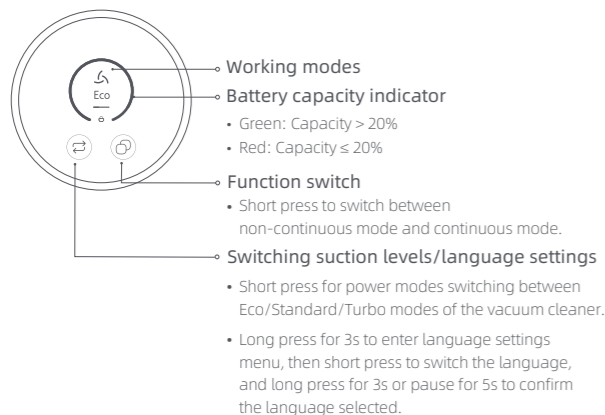 Eco
Working modes
Battery capacity indicator
• Green: Capacity > 20%
• Red: Capacity ≤ 20%
Function switch
• Short press to switch between
non-continuous mode and continuous mode.
Switching suction levels/language settings
• Short press for power modes switching between
Eco/Standard/Turbo modes of the vacuum cleaner.
• Long press for 3s to enter language settings
menu, then short press to switch the language,
and long press for 3s or pause for 5s to confirm
the language selected.